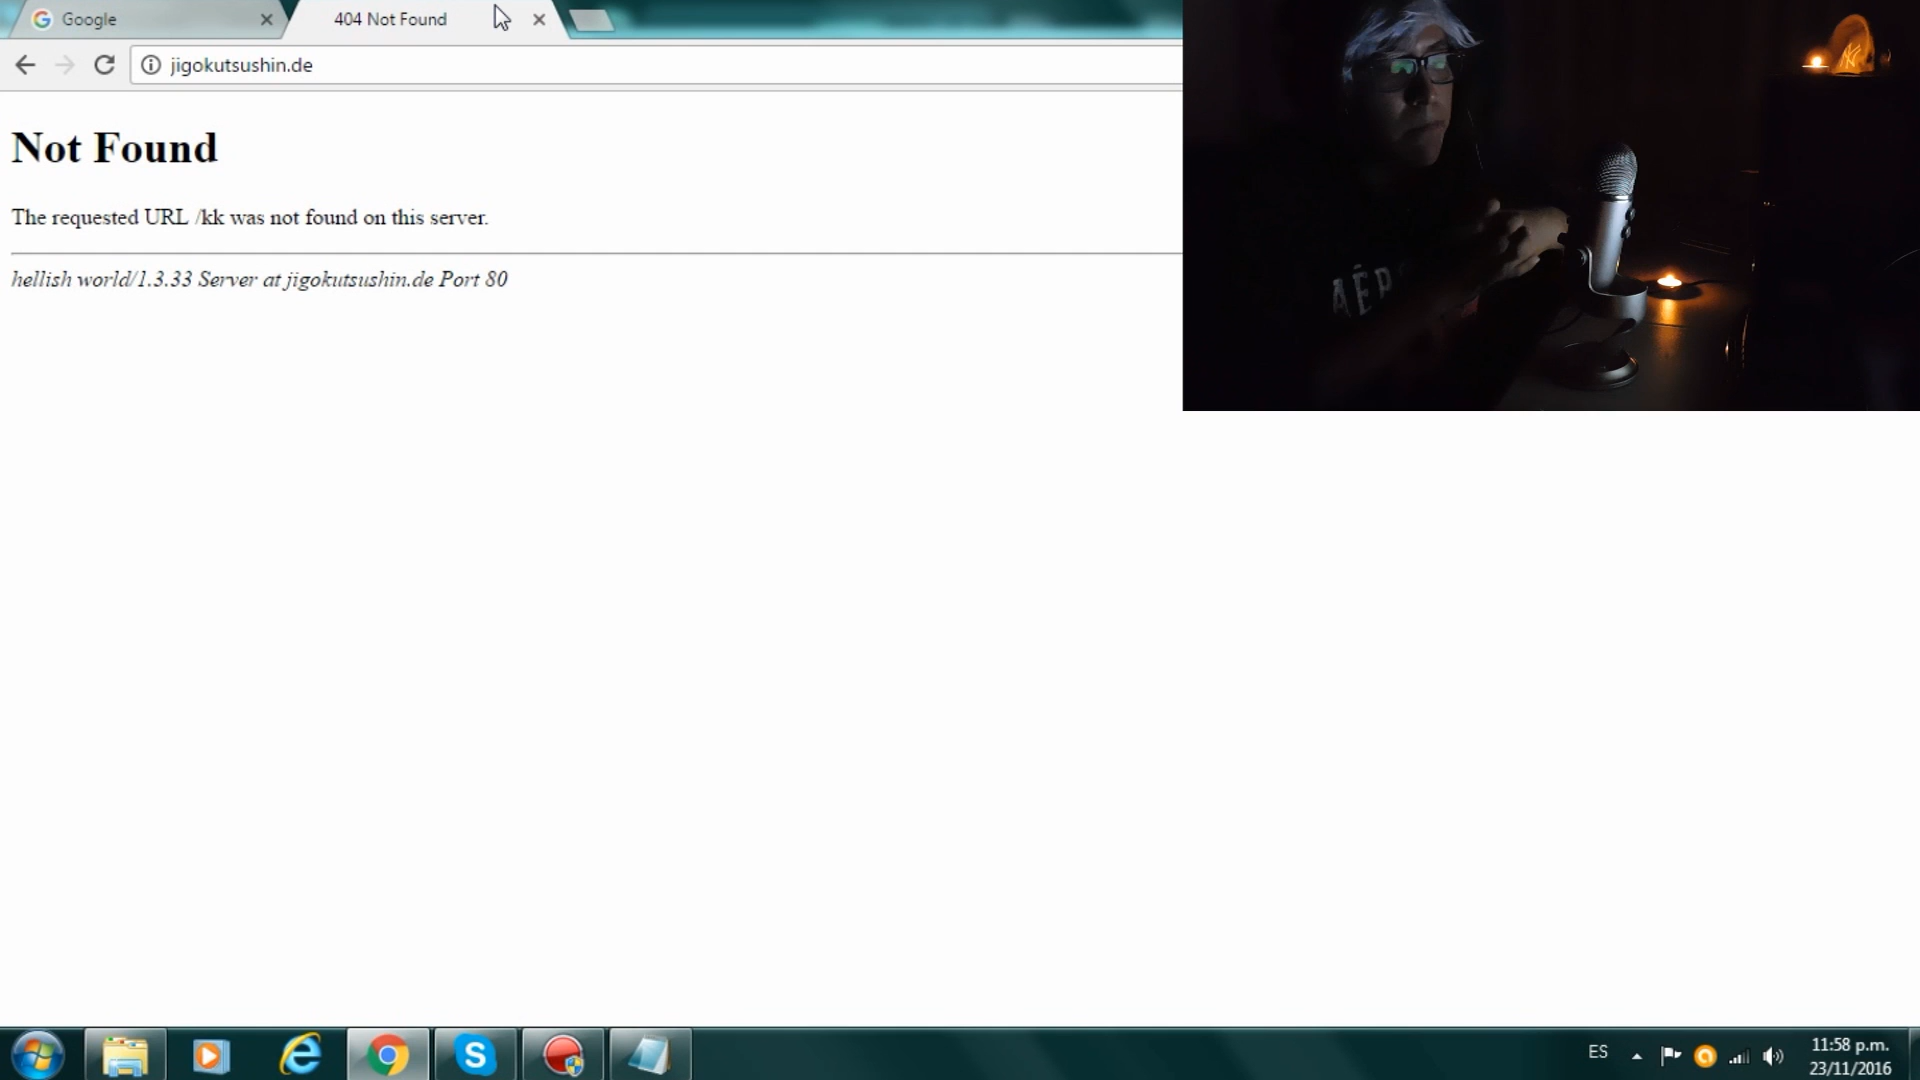 Google
404 Not Found
jigokutsushin.de
Not Found
The requested URL /kk was not found on this server.
hellish world/1.3.33 Server at jigokutsushin.de Port 80
AÉR
ES
11:58 p.m.
23/11/2016